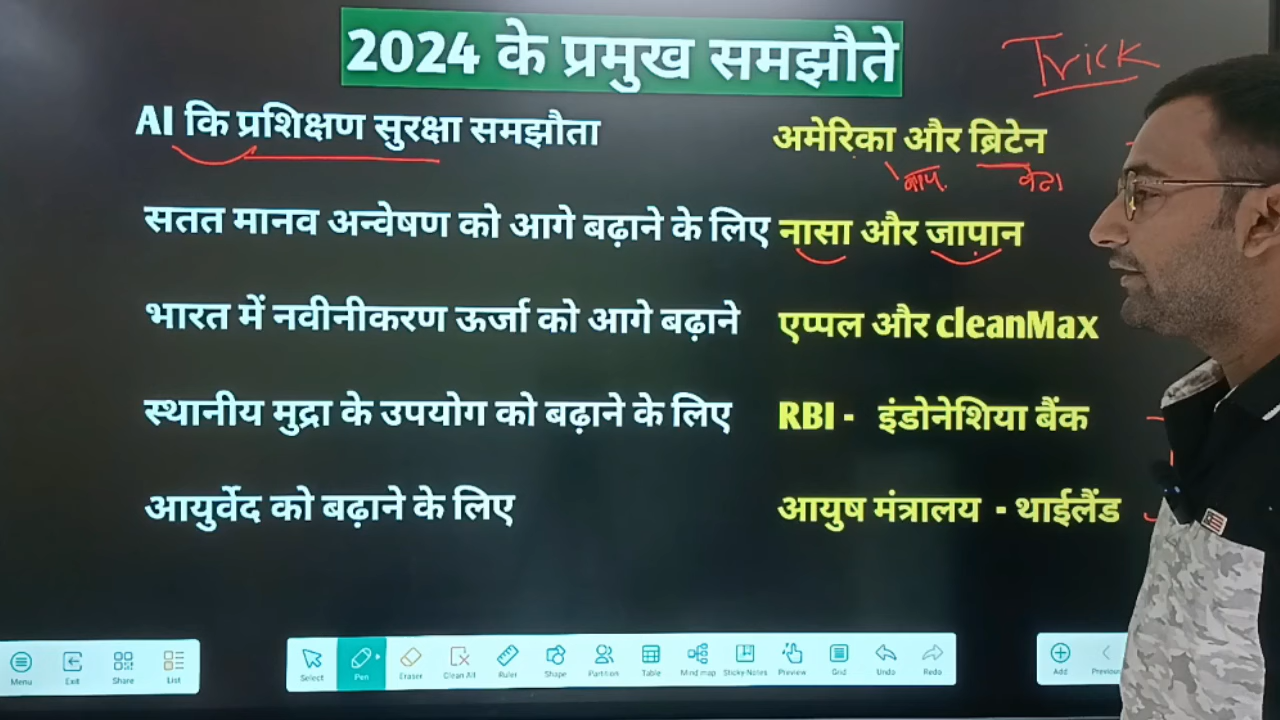 2024 के प्रमुख समझौते
Trick
AI कि प्रशिक्षण सुरक्षा समझौता
अमेरिका और ब्रिटेन
बाप बेटा
सतत मानव अन्वेषण को आगे बढ़ाने के लिए
नासा और जापान
भारत में नवीनीकरण ऊर्जा को आगे बढ़ाने
एप्पल और cleanMax
स्थानीय मुद्रा के उपयोग को बढ़ाने के लिए
RBI - इंडोनेशिया बैंक
आयुर्वेद को बढ़ाने के लिए
आयुष मंत्रालय - थाईलैंड
Menu Exit Share List Select Pen Eraser Clean All Ruler Shape Partition Table Mind map Sticky Notes Preview Grid Undo Redo Add Previous